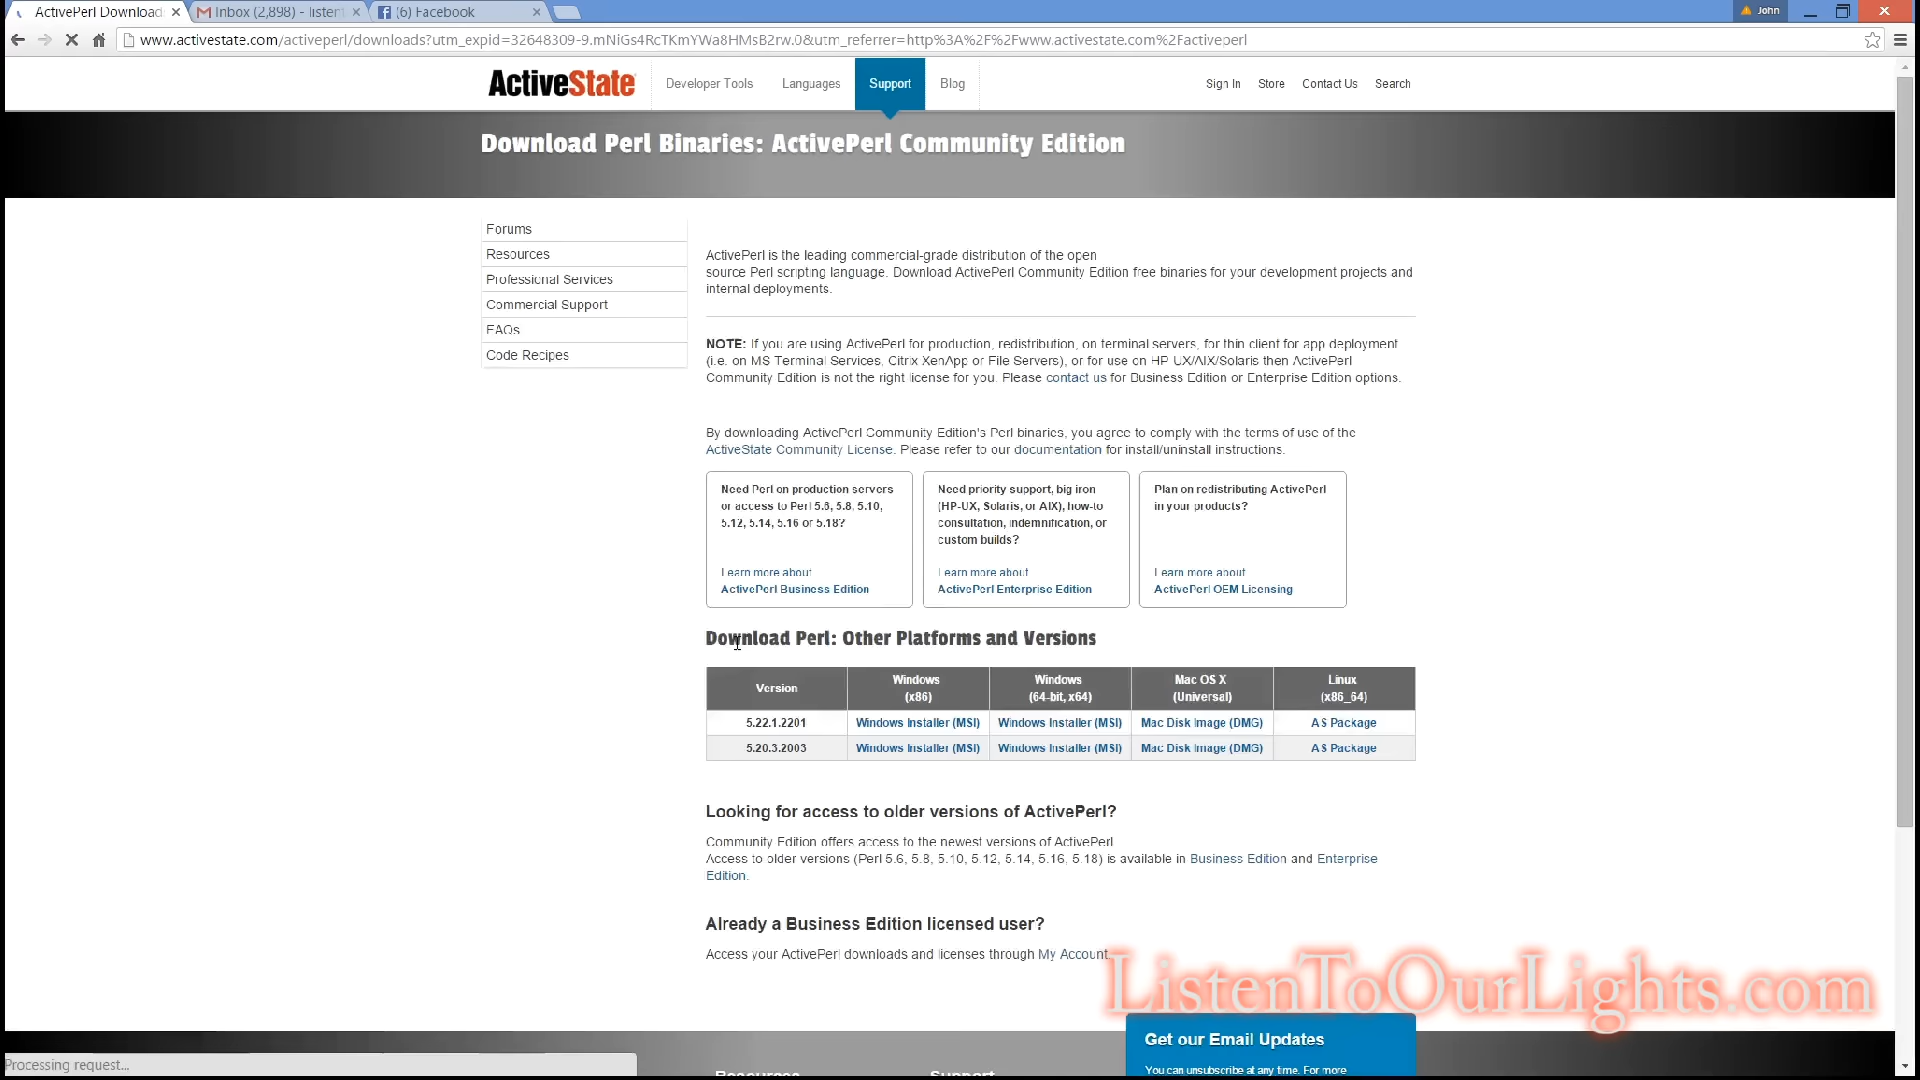 ActivePerl Download
Inbox (2,898) - listen
(6) Facebook
John
www.activestate.com/activeperl/downloads?utm_expid=32648309-9.mNiGs4RcTKmYWa8HMsB2rw.0&utm_referrer=http%3A%2F%2Fwww.activestate.com%2Factiveperl
ActiveState
Developer Tools
Languages
Support
Blog
Sign In
Store
Contact Us
Search
Download Perl Binaries: ActivePerl Community Edition
Forums
Resources
Professional Services
Commercial Support
FAQs
Code Recipes
ActivePerl is the leading commercial-grade distribution of the open
source Perl scripting language. Download ActivePerl Community Edition free binaries for your development projects and
internal deployments.
NOTE: If you are using ActivePerl for production, redistribution, on terminal servers, for thin client for app deployment
(i.e. on MS Terminal Services, Citrix XenApp or File Servers), or for use on HP-UX/AIX/Solaris then ActivePerl
Community Edition is not the right license for you. Please contact us for Business Edition or Enterprise Edition options.
By downloading ActivePerl Community Edition's Perl binaries, you agree to comply with the terms of use of the
ActiveState Community License. Please refer to our documentation for install/uninstall instructions.
Need Perl on production servers
or access to Perl 5.6, 5.8, 5.10,
5.12, 5.14, 5.16 or 5.18?
Learn more about
ActivePerl Business Edition
Need priority support, big iron
(HP-UX, Solaris, or AIX), how-to
consultation, indemnification, or
custom builds?
Learn more about
ActivePerl Enterprise Edition
Plan on redistributing ActivePerl
in your products?
Learn more about
ActivePerl OEM Licensing
Download Perl: Other Platforms and Versions
Version
Windows
(x86)
Windows
(64-bit, x64)
Mac OS X
(Universal)
Linux
(x86_64)
5.22.1.2201 Windows Installer (MSI) Windows Installer (MSI) Mac Disk Image (DMG) AS Package
5.20.3.2003 Windows Installer (MSI) Windows Installer (MSI) Mac Disk Image (DMG) AS Package
Looking for access to older versions of ActivePerl?
Community Edition offers access to the newest versions of ActivePerl.
Access to older versions (Perl 5.6, 5.8, 5.10, 5.12, 5.14, 5.16, 5.18) is available in Business Edition and Enterprise
Edition.
Already a Business Edition licensed user?
Access your ActivePerl downloads and licenses through My Account.
ListenToOurLights.com
Get our Email Updates
You can unsubscribe at any time. For more
Processing request...
Resources
Support